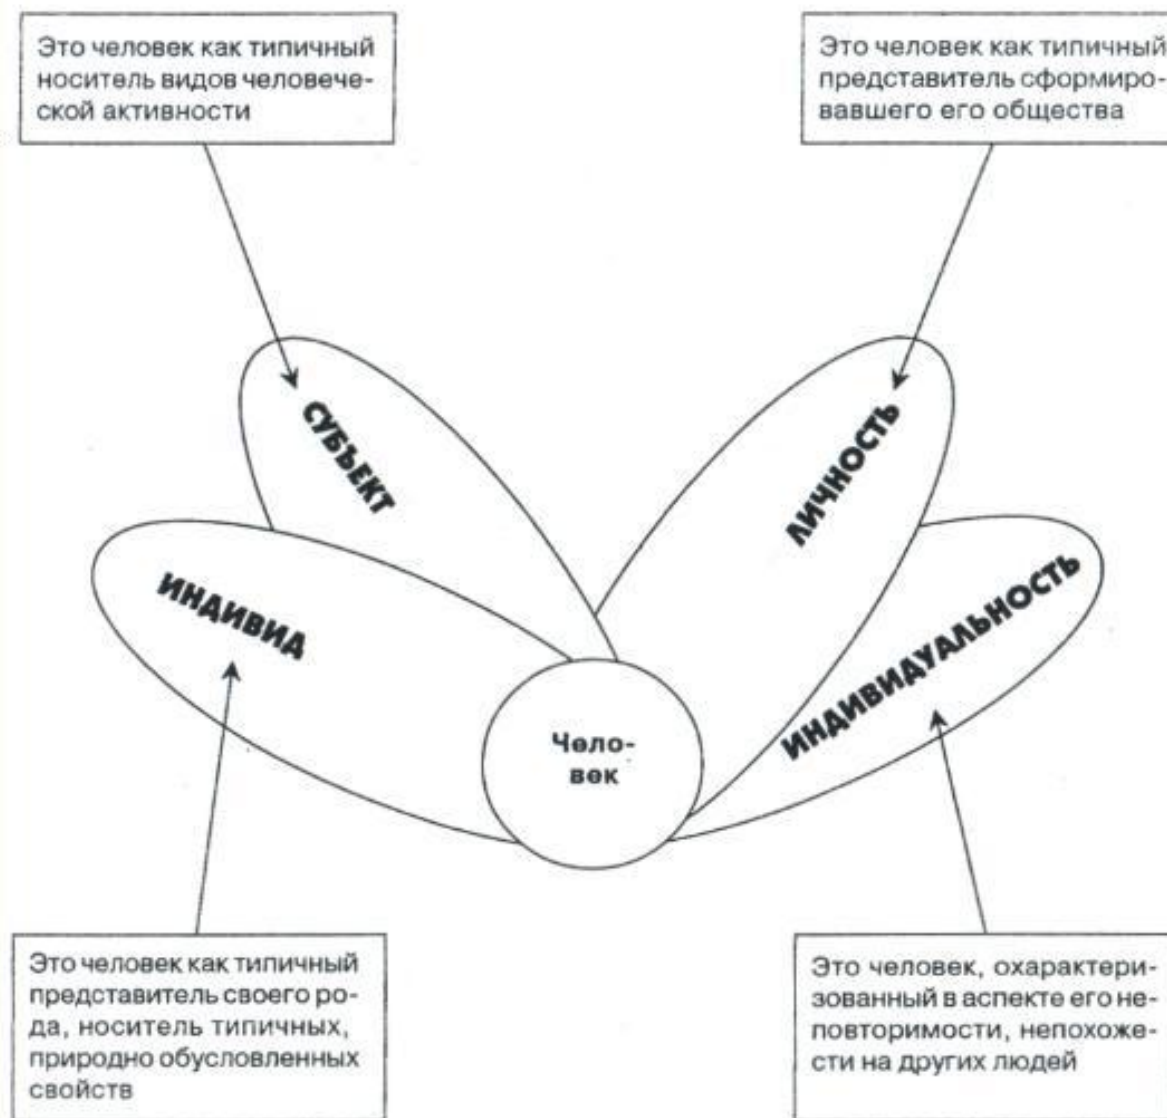 Это человек как типичный
носитель видов человече-
ской активности
Это человек как типичный
представитель сформиро-
вавшего его общества
СУБЪЕКТ
ЛИЧНОСТЬ
ИНДИВИД
ИНДИВИДУАЛЬНОСТЬ
Чело-
век
Это человек как типичный
представитель своего ро-
да, носитель типичных,
природно обусловленных
свойств
Это человек, охарактери-
зованный в аспекте его не-
повторимости, непохоже-
сти на других людей